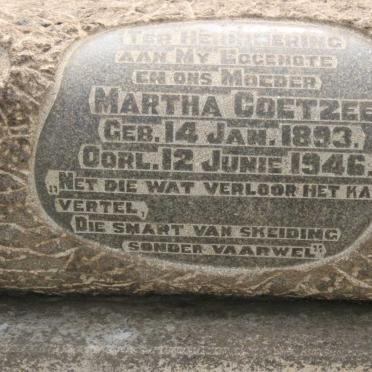 TER HERINNERING
AAN MY EGGENOTE
EN ONS MOEDER
MARTHA COETZEE
GEB. 14 JAN. 1893.
OORL. 12 JUNIE 1946.
„NET DIE WAT VERLOOR HET KA
VERTEL,
DIE SMART VAN SKEIDING
SONDER VAARWEL"